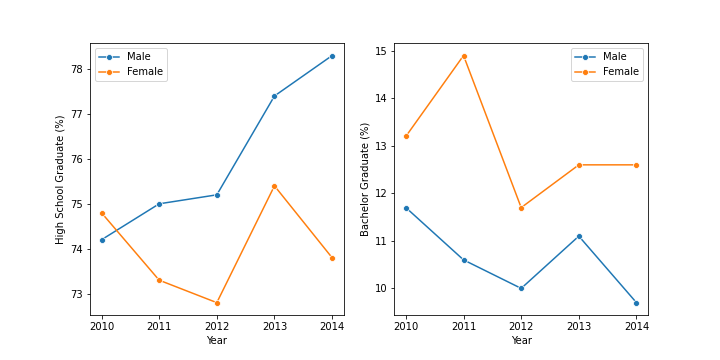 Male
Female
High School Graduate (%)
78
77
76
75
74
73
2010 2011 2012 2013 2014
Year
Male
Female
Bachelor Graduate (%)
15
14
13
12
11
10
2010 2011 2012 2013 2014
Year